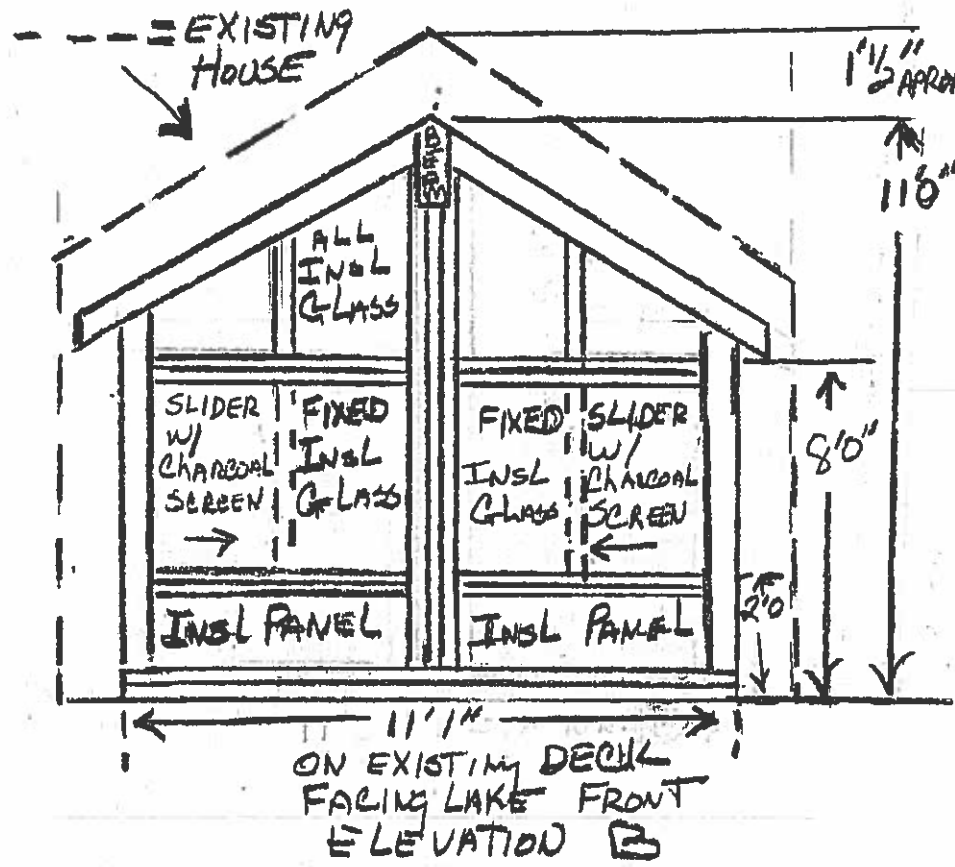 --- = EXISTING
HOUSE
1'1/2" APROX
11'0"
BEAM
ALL
INSL
GLASS
SLIDER
W/
CHARCOAL
SCREEN
FIXED
INSL
GLASS
FIXED
INSL
GLASS
SLIDER
W/
CHARCOAL
SCREEN
8'0"
2'0
INSL PANEL
INSL PANEL
11'1"
ON EXISTING DECK
FACING LAKE FRONT
ELEVATION B